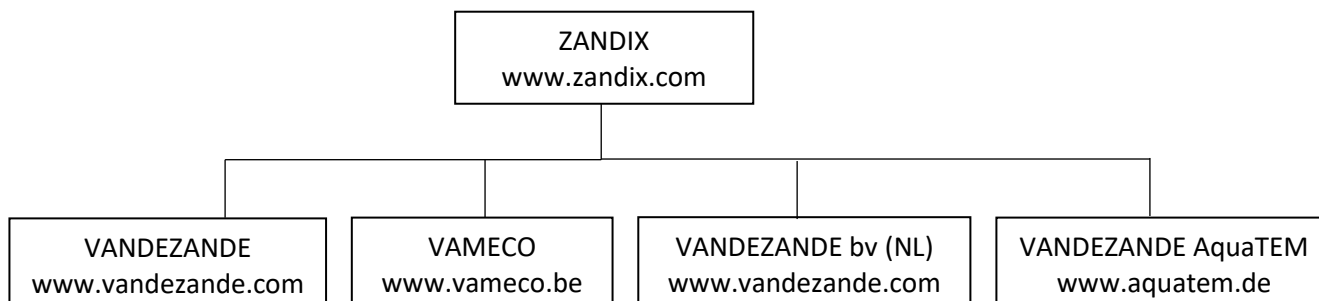 ZANDIX
www.zandix.com
VANDEZANDE
www.vandezande.com
VAMECO
www.vameco.be
VANDEZANDE bv (NL)
www.vandezande.com
VANDEZANDE AquaTEM
www.aquatem.de